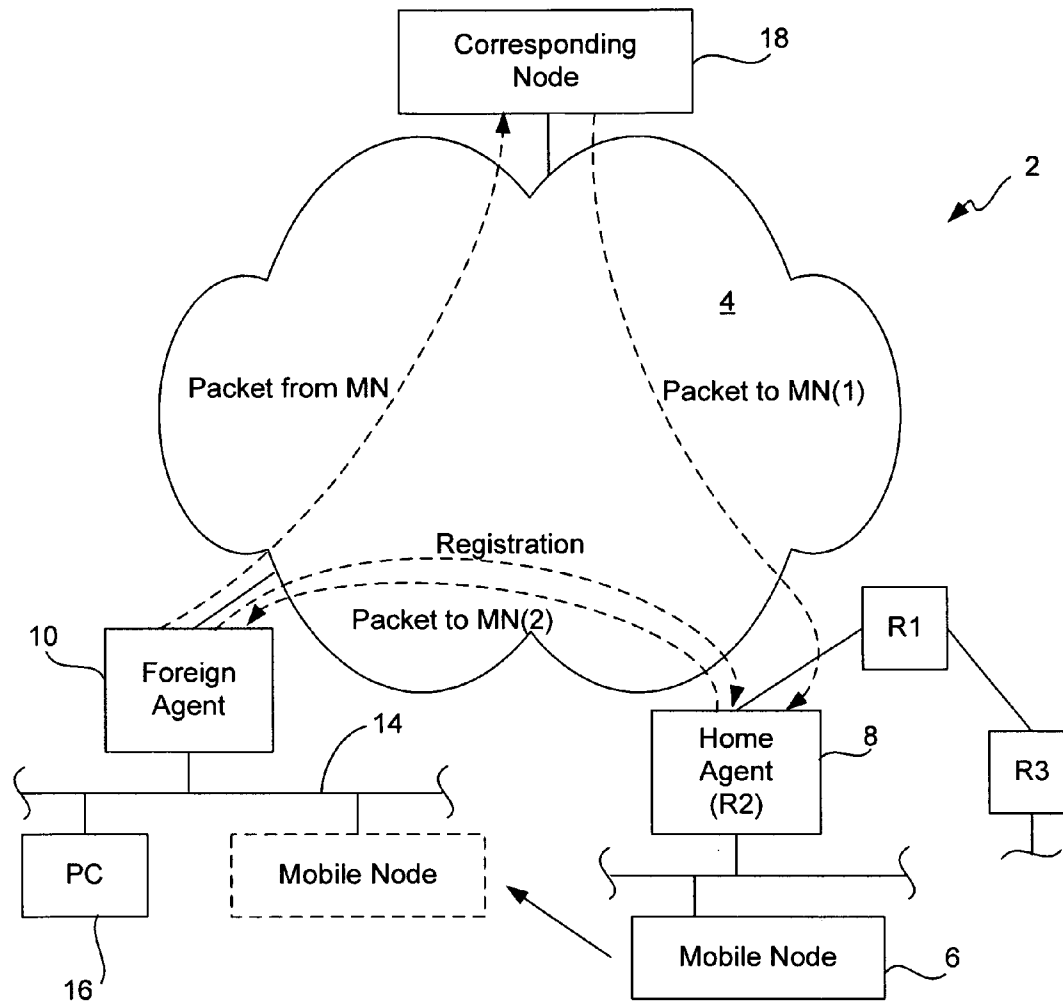 Corresponding
Node
18
2
4
Packet from MN
Packet to MN(1)
Registration
Packet to MN(2)
10
Foreign
Agent
R1
14
Home
Agent
(R2)
8
R3
PC
Mobile Node
16
Mobile Node
6